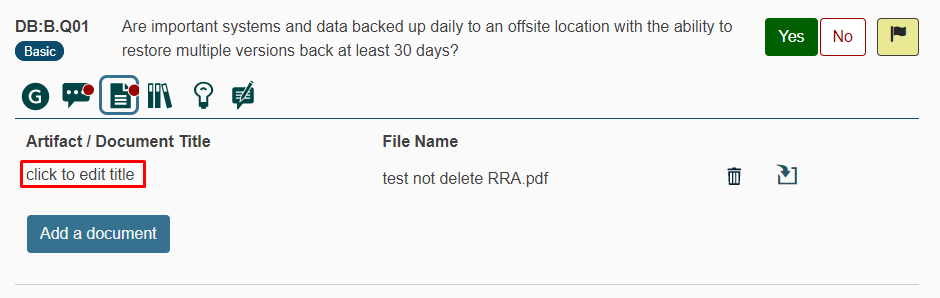 DB:B.Q01
Basic
Are important systems and data backed up daily to an offsite location with the ability to
restore multiple versions back at least 30 days?
Yes
No
G
Artifact / Document Title
File Name
click to edit title
test not delete RRA.pdf
Add a document